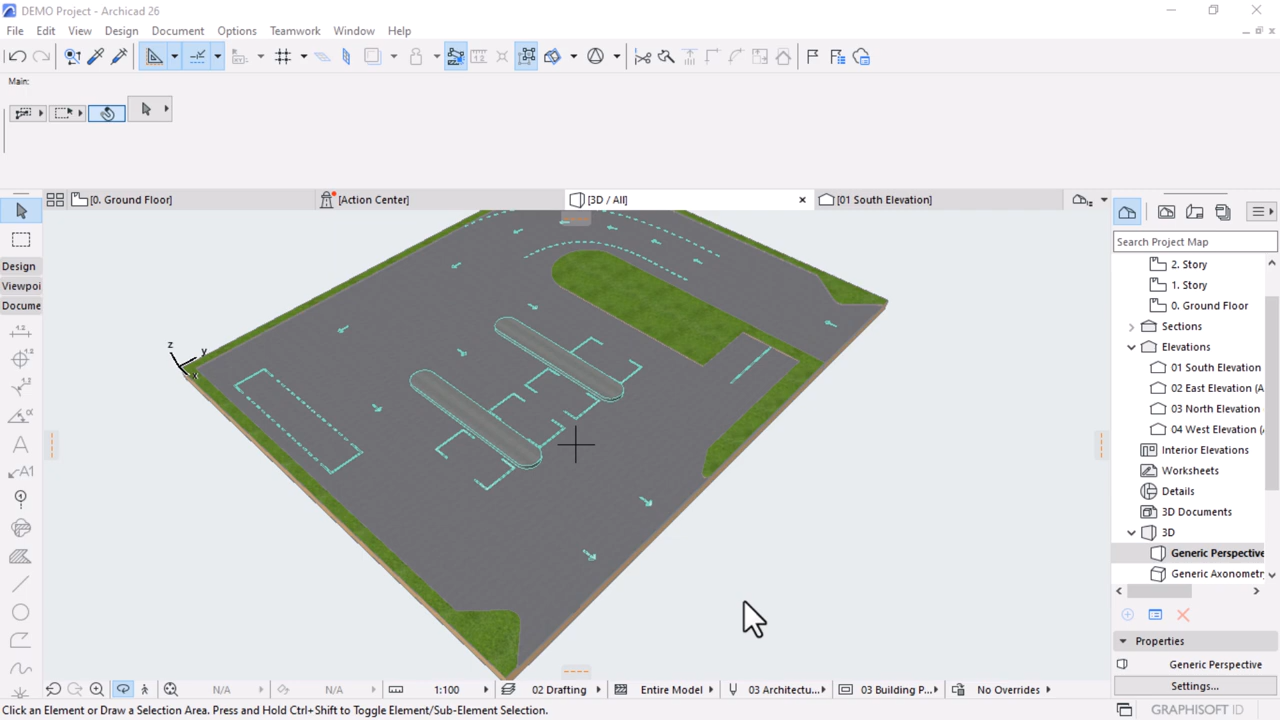 DEMO Project - Archicad 26
File Edit View Design Document Options Teamwork Window Help
Main:
[0. Ground Floor] [Action Center] [3D / All] [01 South Elevation]
Search Project Map
Design
Viewpoi
Docume
2. Story
1. Story
0. Ground Floor
Sections
Elevations
01 South Elevation
02 East Elevation (A
03 North Elevation
04 West Elevation (
Interior Elevations
Worksheets
Details
3D Documents
3D
Generic Perspective
Generic Axonometr
z
y
x
Properties
Generic Perspective
Settings...
N/A N/A 1:100 02 Drafting Entire Model 03 Architectu... 03 Building P... No Overrides
Click an Element or Draw a Selection Area. Press and Hold Ctrl+Shift to Toggle Element/Sub-Element Selection.
GRAPHISOFT ID